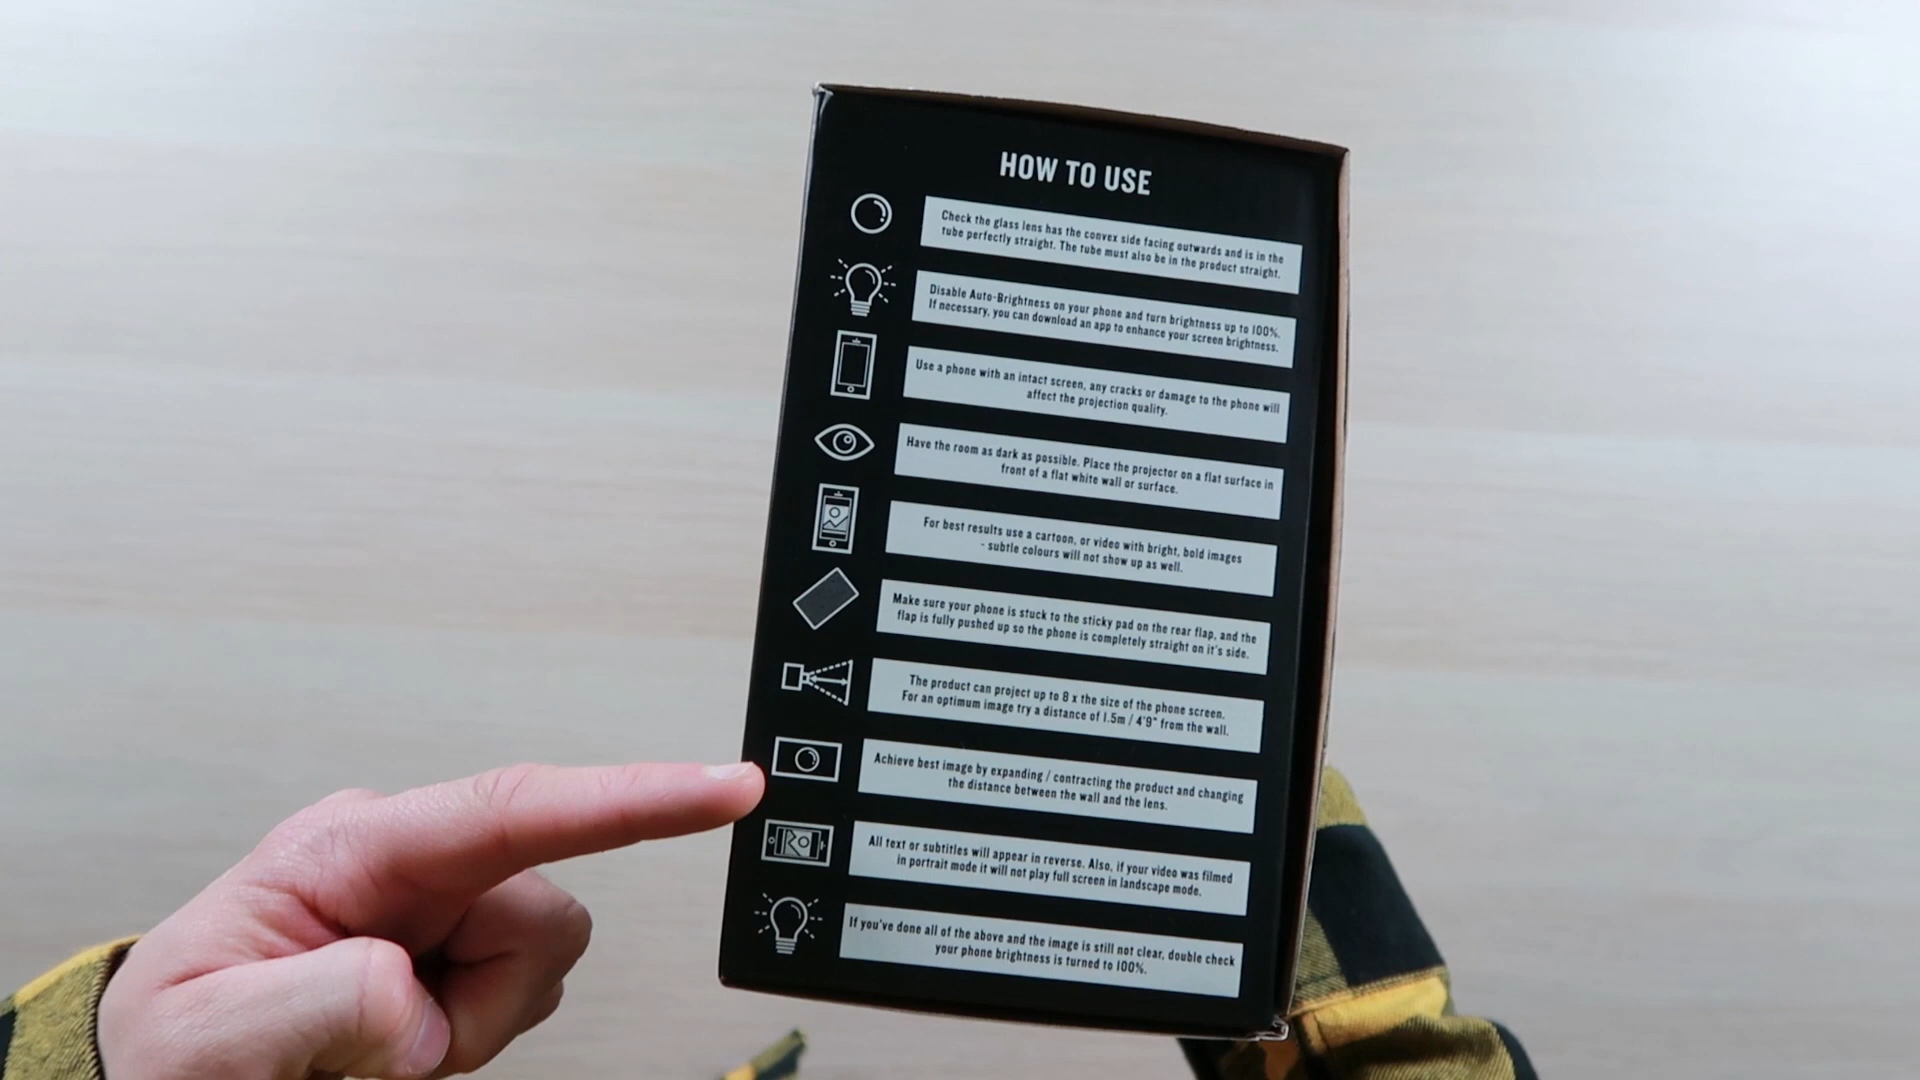 HOW TO USE
Check the glass lens has the convex side facing outwards and is in the
tube perfectly straight. The tube must also be in the product straight.
Disable Auto-Brightness on your phone and turn brightness up to 100%.
If necessary, you can download an app to enhance your screen brightness.
Use a phone with an intact screen, any cracks or damage to the phone will
affect the projection quality.
Have the room as dark as possible. Place the projector on a flat surface in
front of a flat white wall or surface.
For best results use a cartoon, or video with bright, bold images
- subtle colours will not show up as well.
Make sure your phone is stuck to the sticky pad on the rear flap, and the
flap is fully pushed up so the phone is completely straight on it's side.
The product can project up to 8 x the size of the phone screen.
For an optimum image try a distance of 1.5m / 4'9" from the wall.
Achieve best image by expanding / contracting the product and changing
the distance between the wall and the lens.
All text or subtitles will appear in reverse. Also, if your video was filmed
in portrait mode it will not play full screen in landscape mode.
If you've done all of the above and the image is still not clear, double check
your phone brightness is turned to 100%.